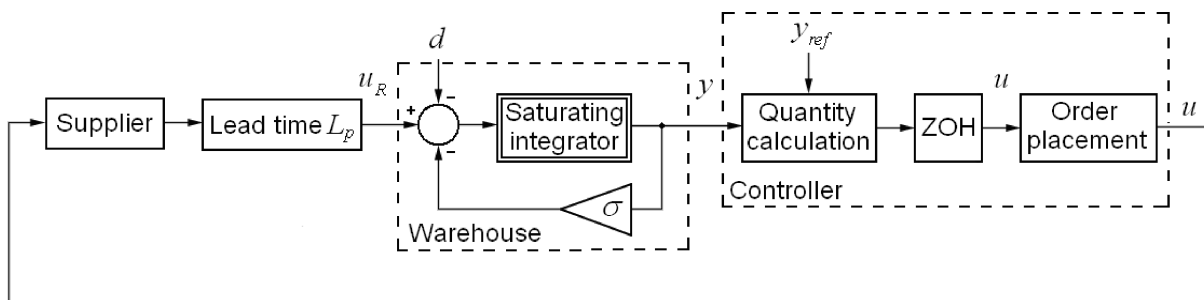 d
y_ref
u_R
y
u
u
+
−
−
Supplier
Lead time L_p
Saturating
integrator
Quantity
calculation
ZOH
Order
placement
σ
Controller
Warehouse